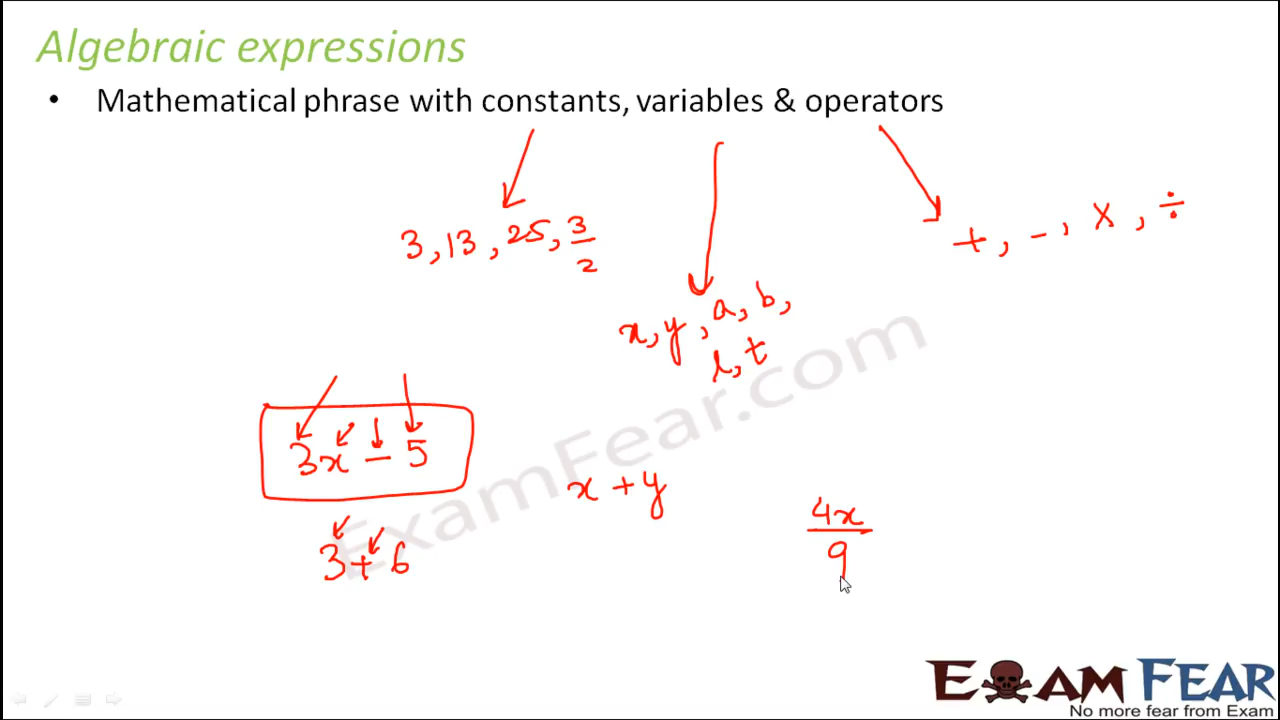 Algebraic expressions
• Mathematical phrase with constants, variables & operators
3, 13, 25, 3/2
+, -, x, ÷
x, y, a, b,
l, t
3x - 5
x + y
4x/9
3 + 6
ExamFear.com
EXAM FEAR
No more fear from Exam